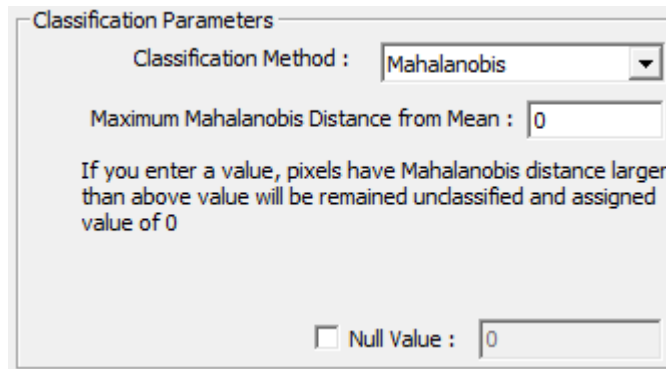 Classification Parameters
Classification Method : Mahalanobis
Maximum Mahalanobis Distance from Mean : 0
If you enter a value, pixels have Mahalanobis distance larger
than above value will be remained unclassified and assigned
value of 0
Null Value : 0